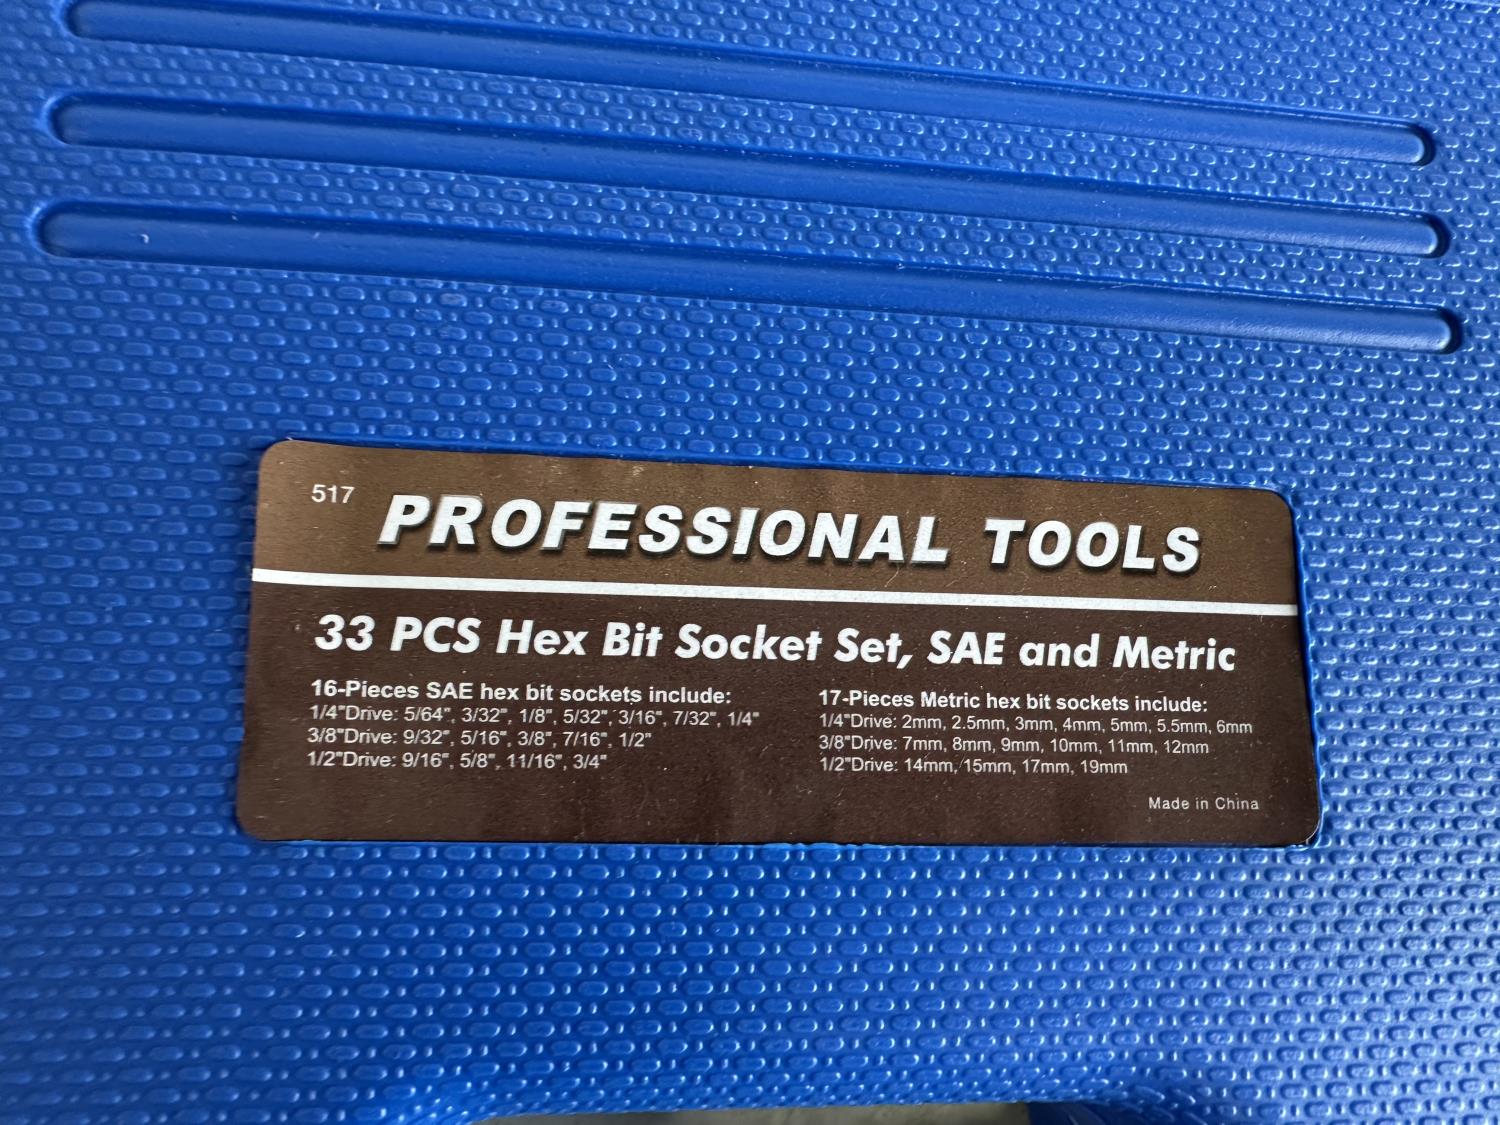 517
PROFESSIONAL TOOLS
33 PCS Hex Bit Socket Set, SAE and Metric
16-Pieces SAE hex bit sockets include:
1/4"Drive: 5/64", 3/32", 1/8", 5/32", 3/16", 7/32", 1/4"
3/8"Drive: 9/32", 5/16", 3/8", 7/16", 1/2"
1/2"Drive: 9/16", 5/8", 11/16", 3/4"
17-Pieces Metric hex bit sockets include:
1/4"Drive: 2mm, 2.5mm, 3mm, 4mm, 5mm, 5.5mm, 6mm
3/8"Drive: 7mm, 8mm, 9mm, 10mm, 11mm, 12mm
1/2"Drive: 14mm, 15mm, 17mm, 19mm
Made in China